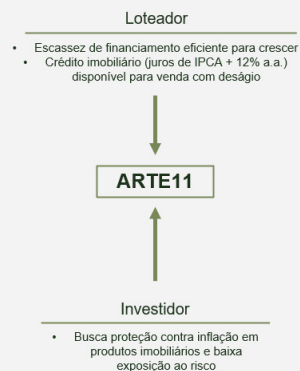 Loteador
• Escassez de financiamento eficiente para crescer
• Crédito imobiliário (juros de IPCA + 12% a.a.)
disponível para venda com deságio
ARTE11
Investidor
• Busca proteção contra inflação em
produtos imobiliários e baixa
exposição ao risco